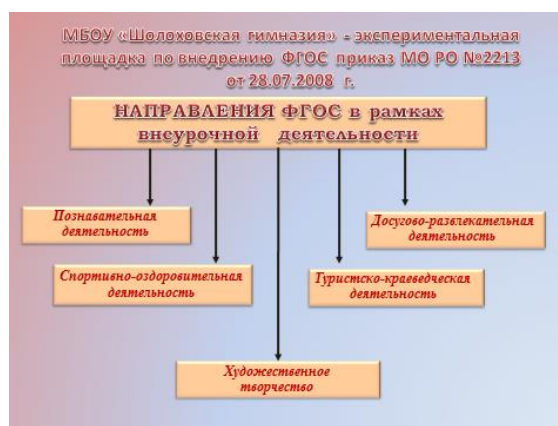 МБОУ «Шолоховская гимназия» - экспериментальная
площадка по внедрению ФГОС приказ МО РО №2213
от 28.07.2008 г.
НАПРАВЛЕНИЯ ФГОС в рамках
внеурочной деятельности
Познавательная
деятельность
Досугово-развлекательная
деятельность
Спортивно-оздоровительная
деятельность
Туристско-краеведческая
деятельность
Художественное
творчество